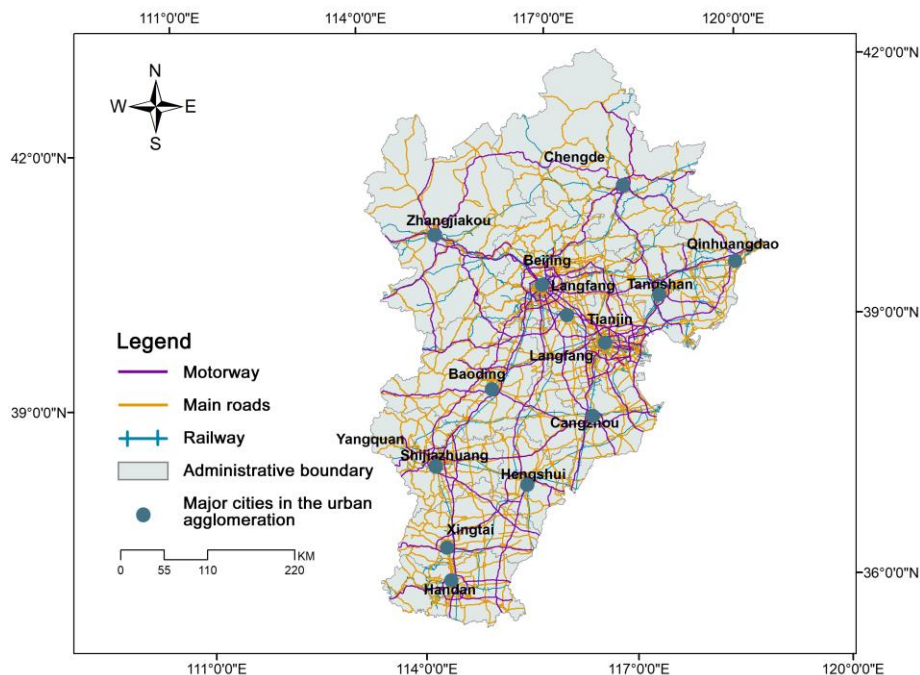 111°0'0"E 114°0'0"E 117°0'0"E 120°0'0"E
42°0'0"N
N
W E
S
42°0'0"N
Chengde
Zhangjiakou
Qinhuangdao
Beijing
Langfang
Tangshan
39°0'0"N
Tianjin
Legend
Langfang
Motorway
Baoding
Main roads
39°0'0"N
Cangzhou
Railway
Yangquan
Shijiazhuang
Administrative boundary
Hengshui
Major cities in the urban
agglomeration
Xingtai
KM
0 55 110 220
36°0'0"N
Handan
111°0'0"E 114°0'0"E 117°0'0"E 120°0'0"E